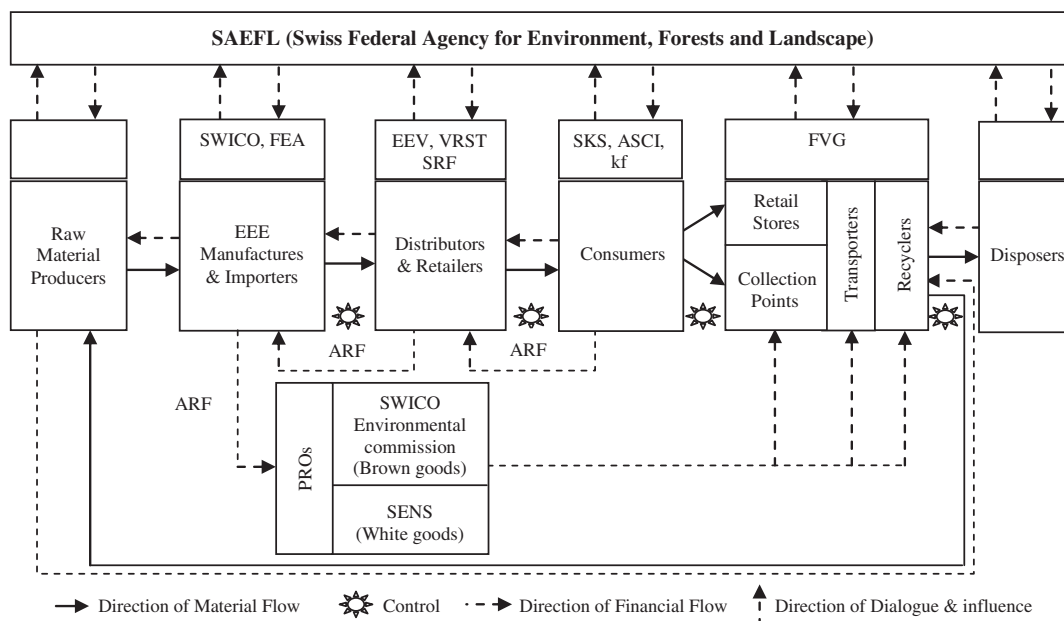 SAEFL (Swiss Federal Agency for Environment, Forests and Landscape)
SWICO, FEA
EEV, VRST
SRF
SKS, ASCI,
kf
FVG
Raw
Material
Producers
EEE
Manufactures
& Importers
Distributors
& Retailers
Consumers
Retail
Stores
Collection
Points
Transporters
Recyclers
Disposers
ARF
ARF
ARF
PROs
SWICO
Environmental
commission
(Brown goods)
SENS
(White goods)
Direction of Material Flow
Control
Direction of Financial Flow
Direction of Dialogue & influence